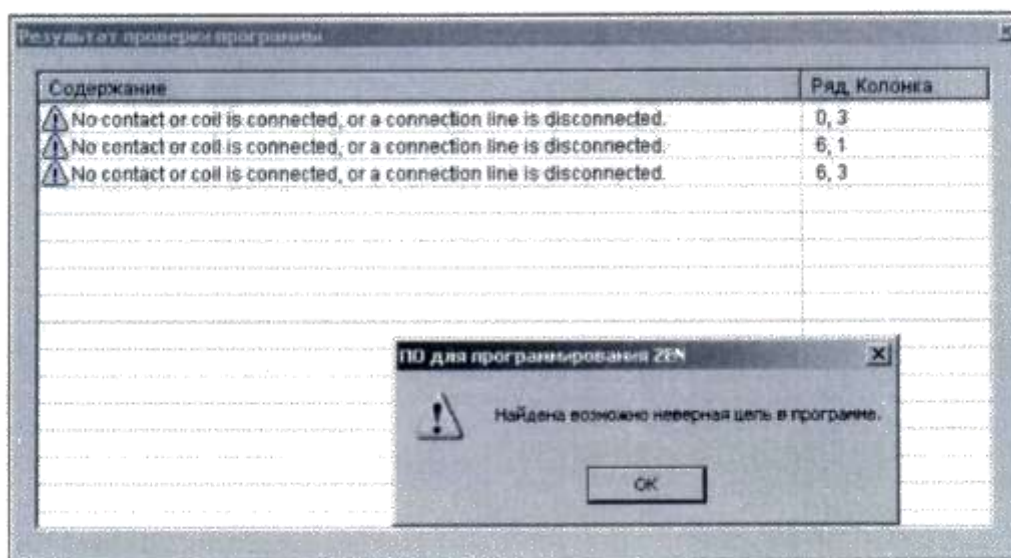 Результат проверки программы
Содержание
Ряд, Колонка
No contact or coil is connected, or a connection line is disconnected. 0, 3
No contact or coil is connected, or a connection line is disconnected. 6, 1
No contact or coil is connected, or a connection line is disconnected. 6, 3
ПО для программирования ZEN
Найдена возможно неверная цепь в программе.
OK